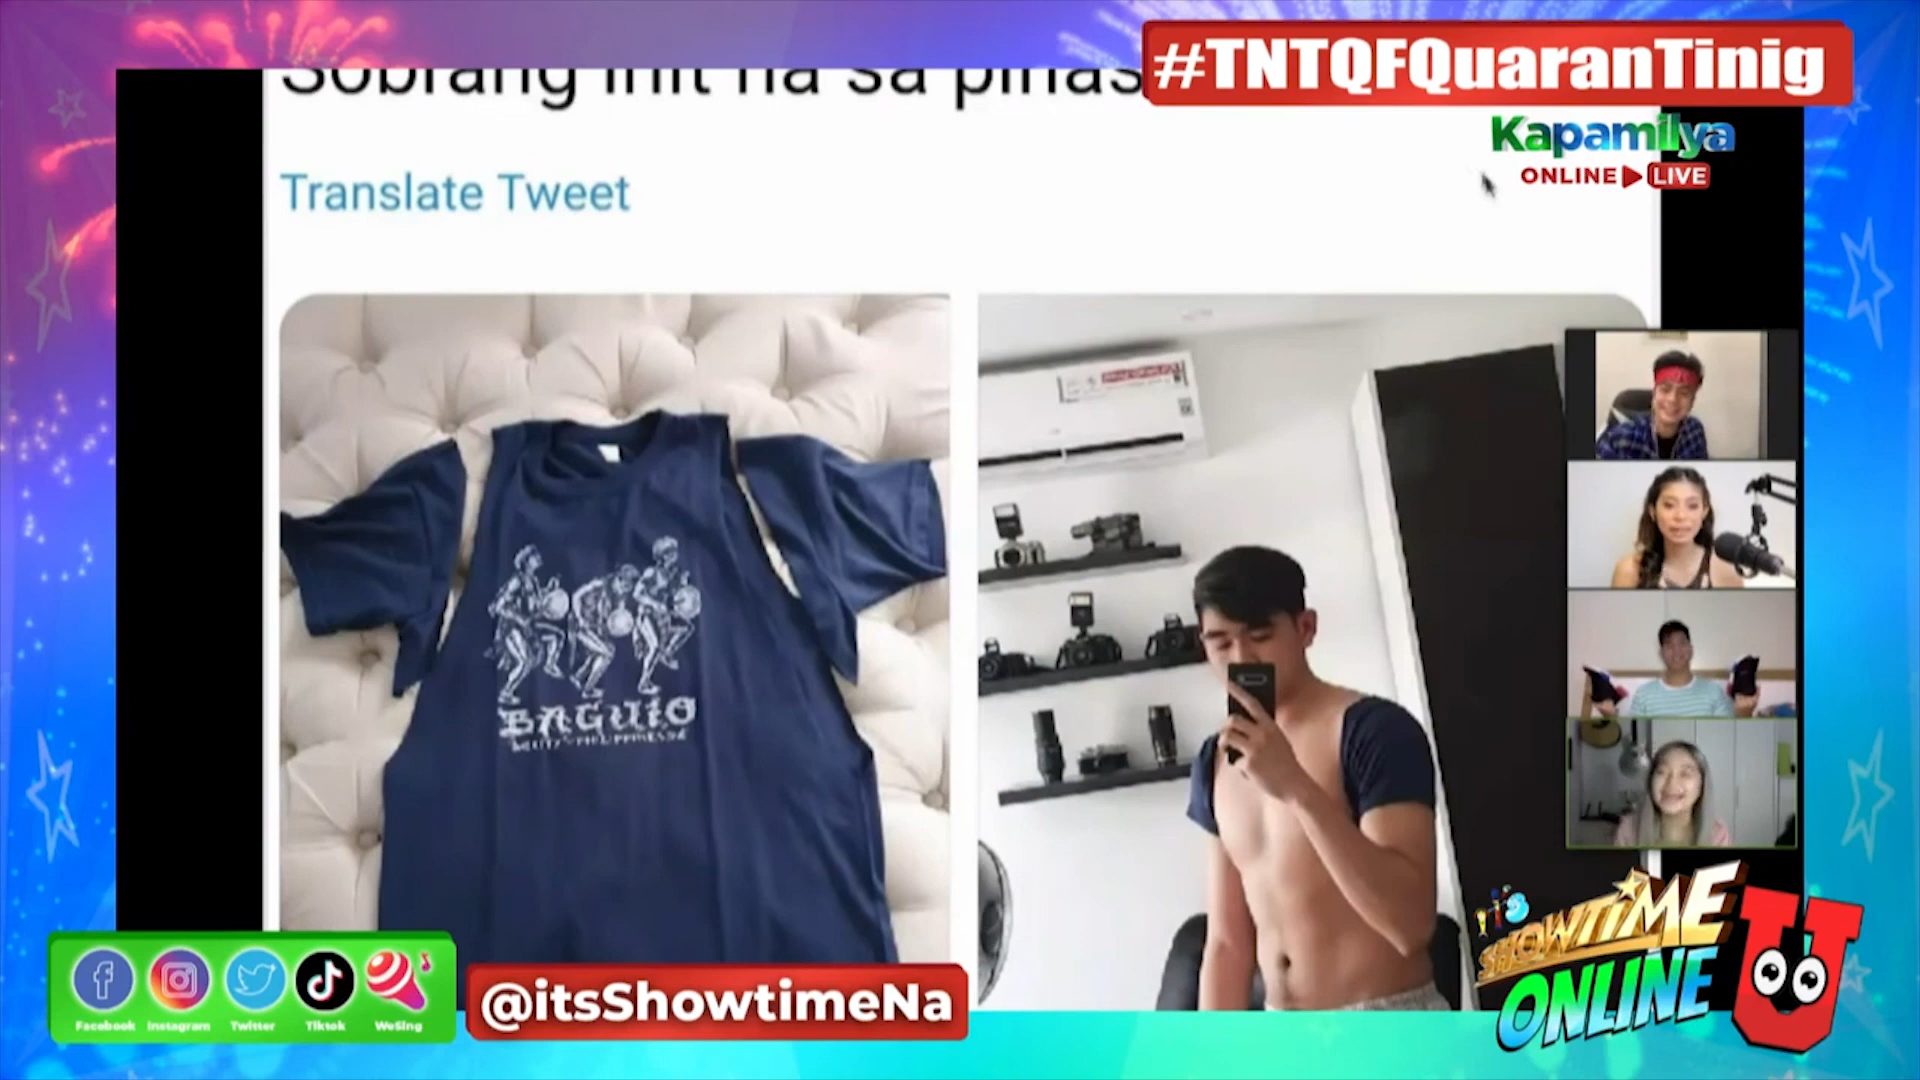 #TNTQFQuaranTinig
Sobrang init na sa pinas
Kapamilya
ONLINE LIVE
Translate Tweet
BAGUIO
It's
SHOWTIME
ONLINE U
@itsShowtimeNa
Facebook Instagram Twitter Tiktok WeSing